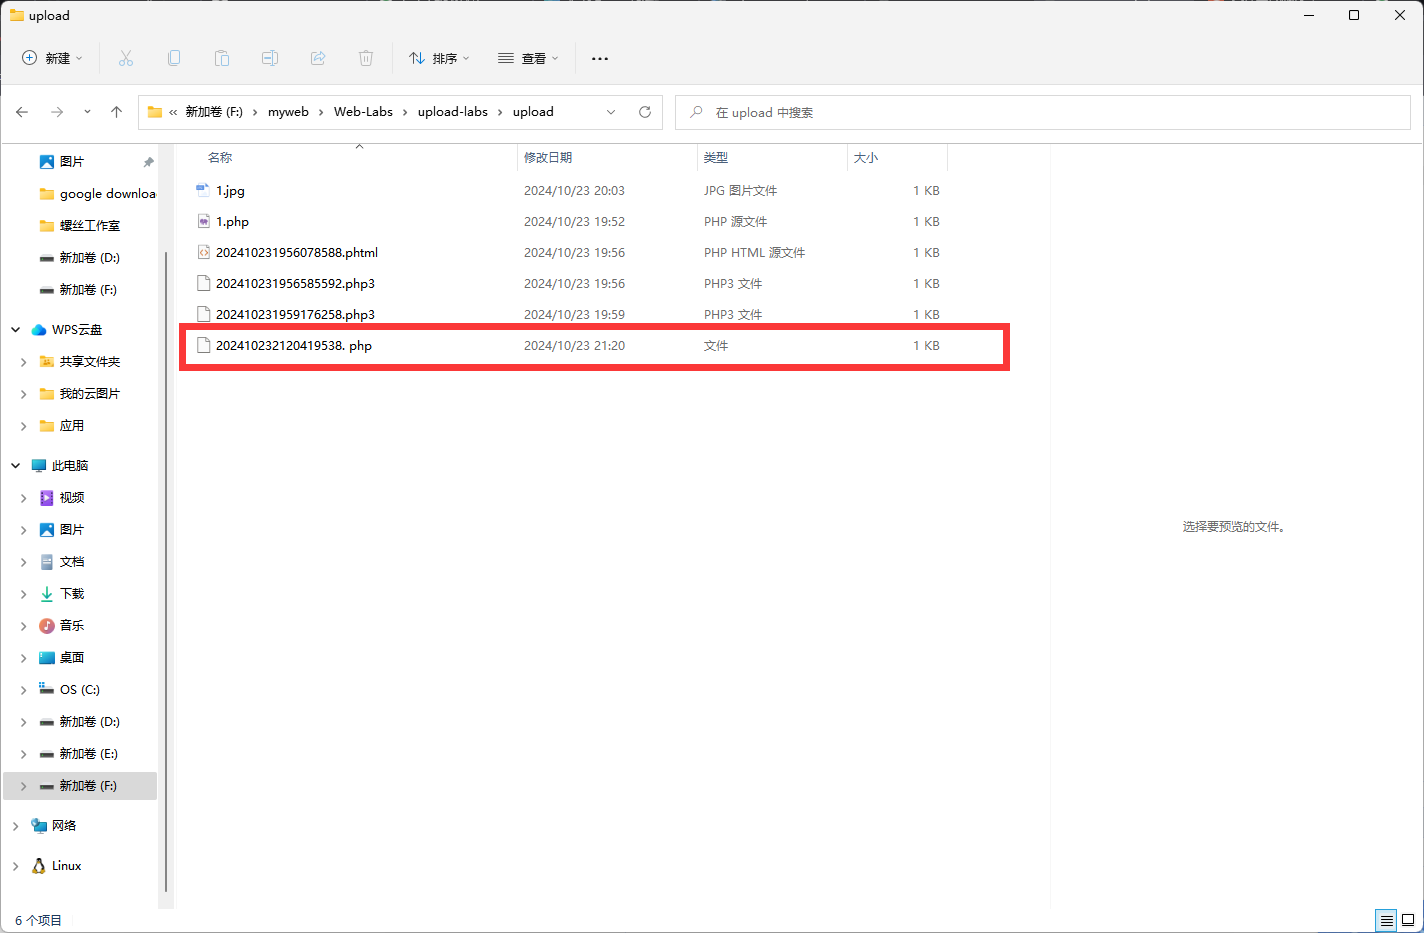 upload
新建 排序 查看
« 新加卷 (F:) › myweb › Web-Labs › upload-labs › upload
在 upload 中搜索
图片
google downloa
螺丝工作室
新加卷 (D:)
新加卷 (F:)
WPS云盘
共享文件夹
我的云图片
应用
此电脑
视频
图片
文档
下载
音乐
桌面
OS (C:)
新加卷 (D:)
新加卷 (E:)
新加卷 (F:)
网络
Linux
名称 修改日期 类型 大小
1.jpg 2024/10/23 20:03 JPG 图片文件 1 KB
1.php 2024/10/23 19:52 PHP 源文件 1 KB
202410231956078588.phtml 2024/10/23 19:56 PHP HTML 源文件 1 KB
202410231956585592.php3 2024/10/23 19:56 PHP3 文件 1 KB
202410231959176258.php3 2024/10/23 19:59 PHP3 文件 1 KB
202410232120419538. php 2024/10/23 21:20 文件 1 KB
选择要预览的文件。
6 个项目